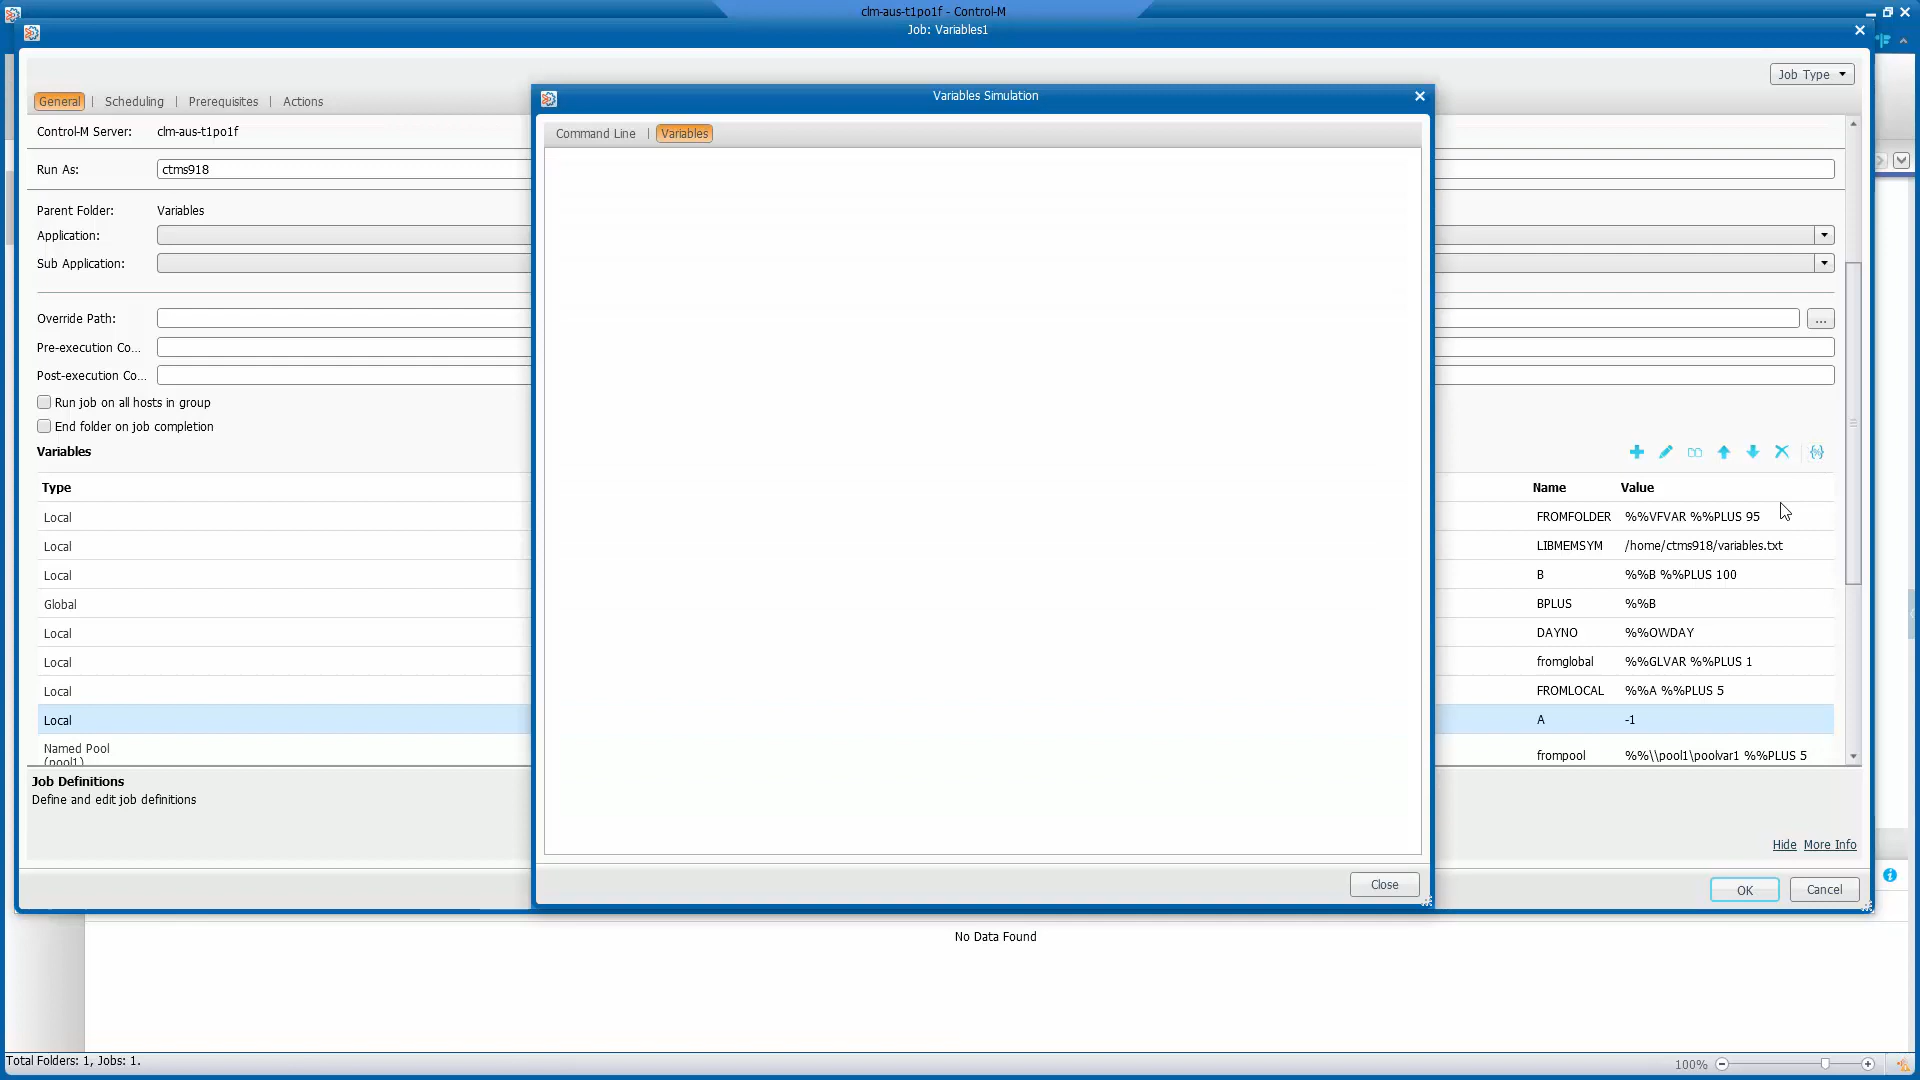 clm-aus-t1po1f - Control-M
Job: Variables1
Job Type
General | Scheduling | Prerequisites | Actions
Variables Simulation
Command Line | Variables
Control-M Server: clm-aus-t1po1f
Run As: ctms918
Parent Folder: Variables
Application:
Sub Application:
Override Path:
...
Pre-execution Co...
Post-execution Co...
Run job on all hosts in group
End folder on job completion
Variables
Type Name Value
Local FROMFOLDER %%VFVAR %%PLUS 95
Local LIBMEMSYM /home/ctms918/variables.txt
Local B %%B %%PLUS 100
Global BPLUS %%B
Local DAYNO %%OWDAY
Local fromglobal %%GLVAR %%PLUS 1
Local FROMLOCAL %%A %%PLUS 5
Local A -1
Named Pool (pool1) frompool %%\\pool1\poolvar1 %%PLUS 5
Job Definitions
Define and edit job definitions
Hide More Info
Close
OK Cancel
No Data Found
Total Folders: 1, Jobs: 1.
100%